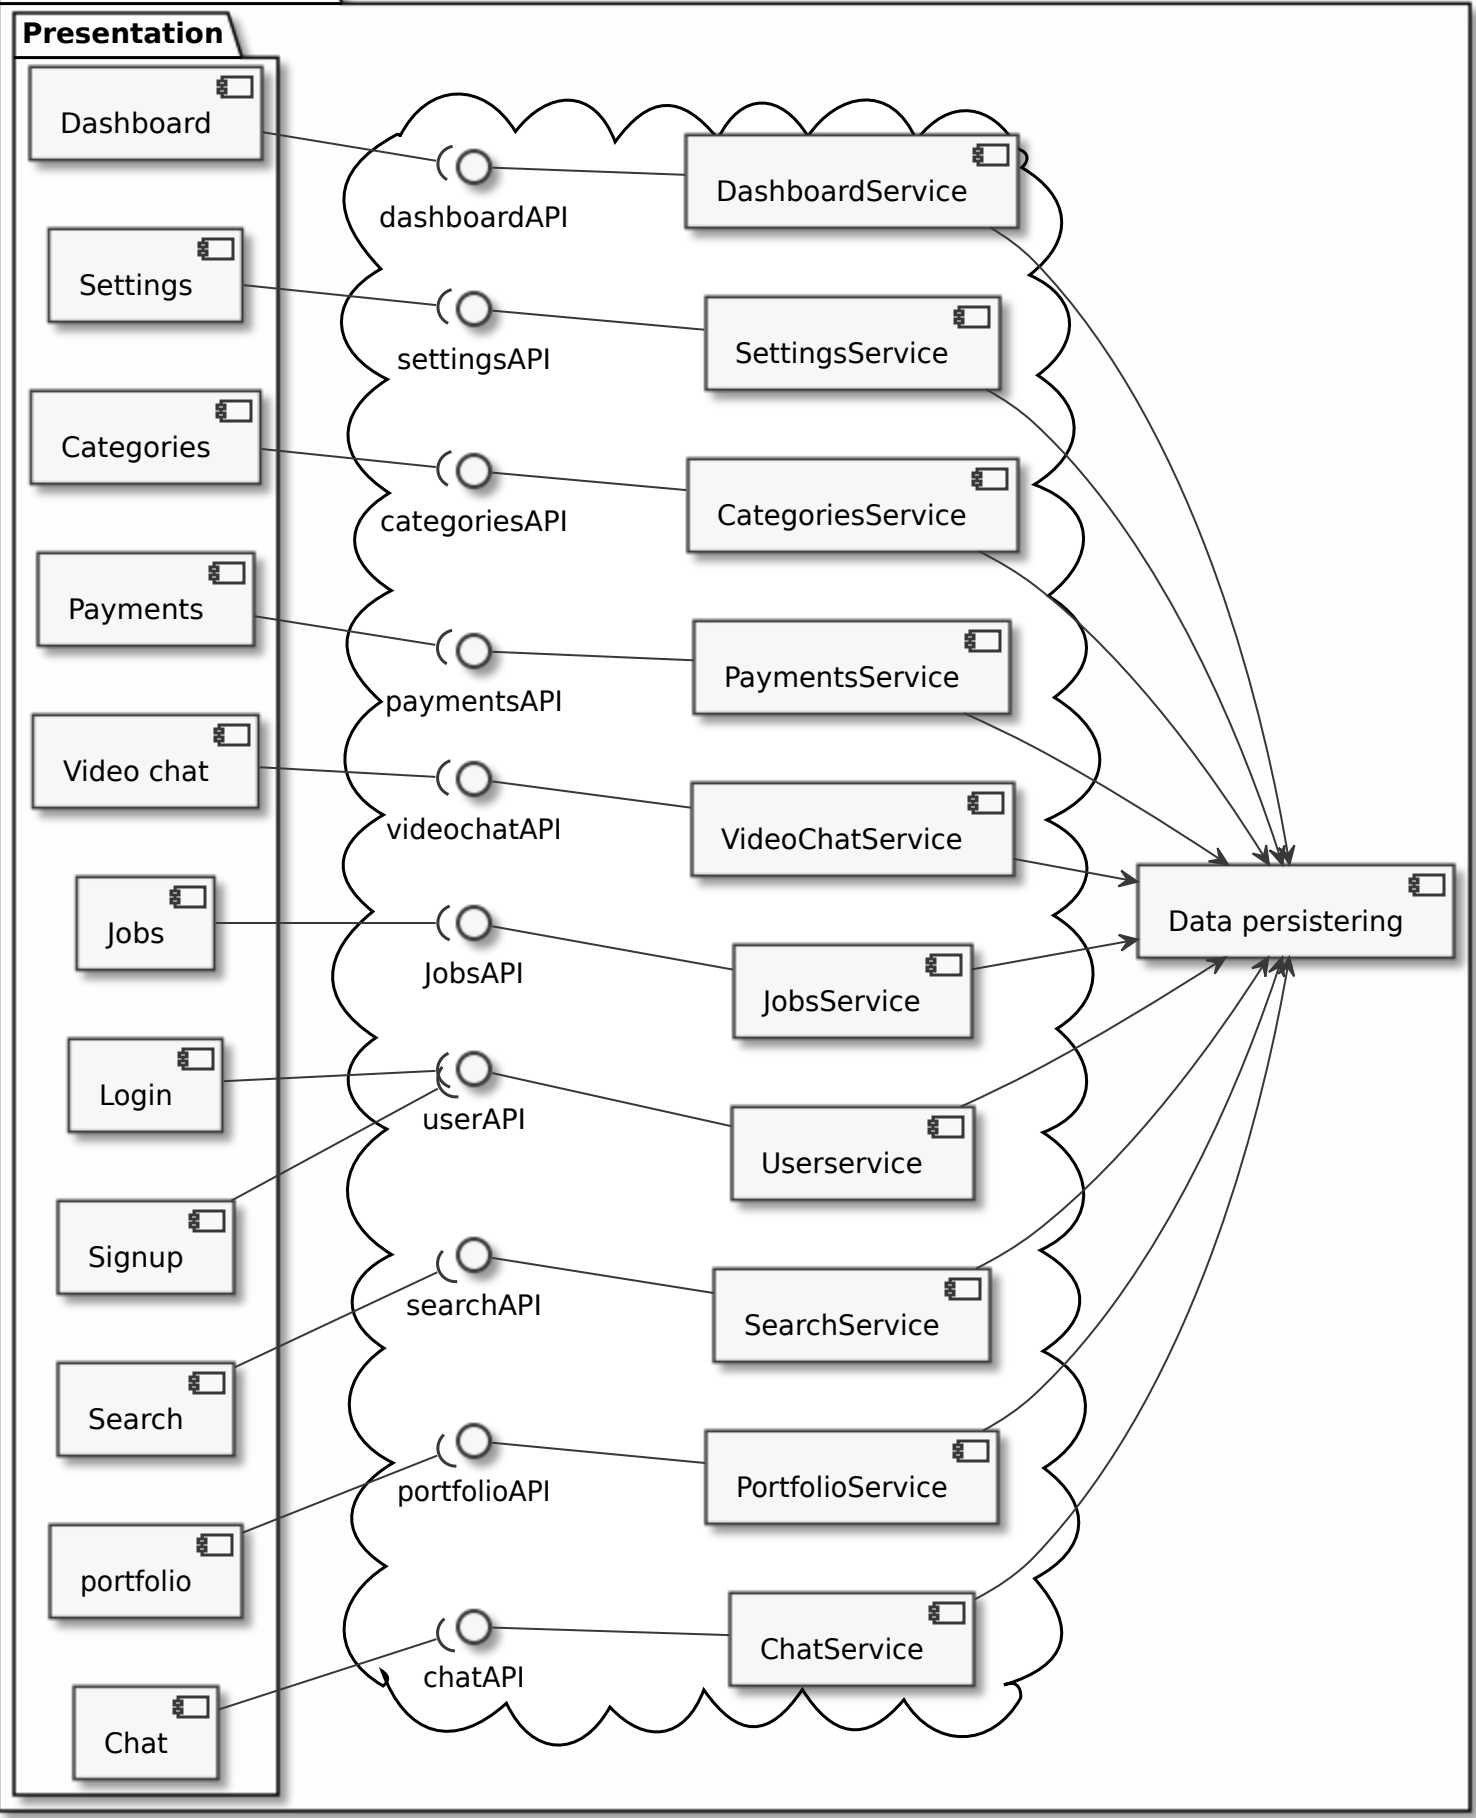 Presentation
Dashboard
dashboardAPI
DashboardService
Settings
settingsAPI
SettingsService
Categories
categoriesAPI
CategoriesService
Payments
paymentsAPI
PaymentsService
Video chat
videochatAPI
VideoChatService
Data persistering
Jobs
JobsAPI
JobsService
Login
userAPI
Userservice
Signup
searchAPI
SearchService
Search
portfolioAPI
PortfolioService
portfolio
chatAPI
ChatService
Chat